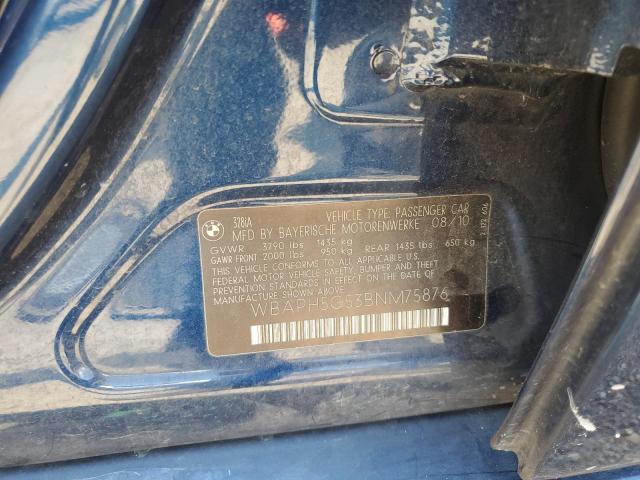 BMW
328iA
VEHICLE TYPE: PASSENGER CAR
MFD BY BAYERISCHE MOTORENWERKE 08/10
GVWR 3790 lbs 1435 kg
GAWR FRONT 2000 lbs 950 kg REAR 1435 lbs 650 kg
THIS VEHICLE CONFORMS TO ALL APPLICABLE U.S.
FEDERAL MOTOR VEHICLE SAFETY, BUMPER, AND THEFT
PREVENTION STANDARDS IN EFFECT ON THE DATE OF
MANUFACTURE SHOWN ABOVE.
WBAPH5G53BNM75876